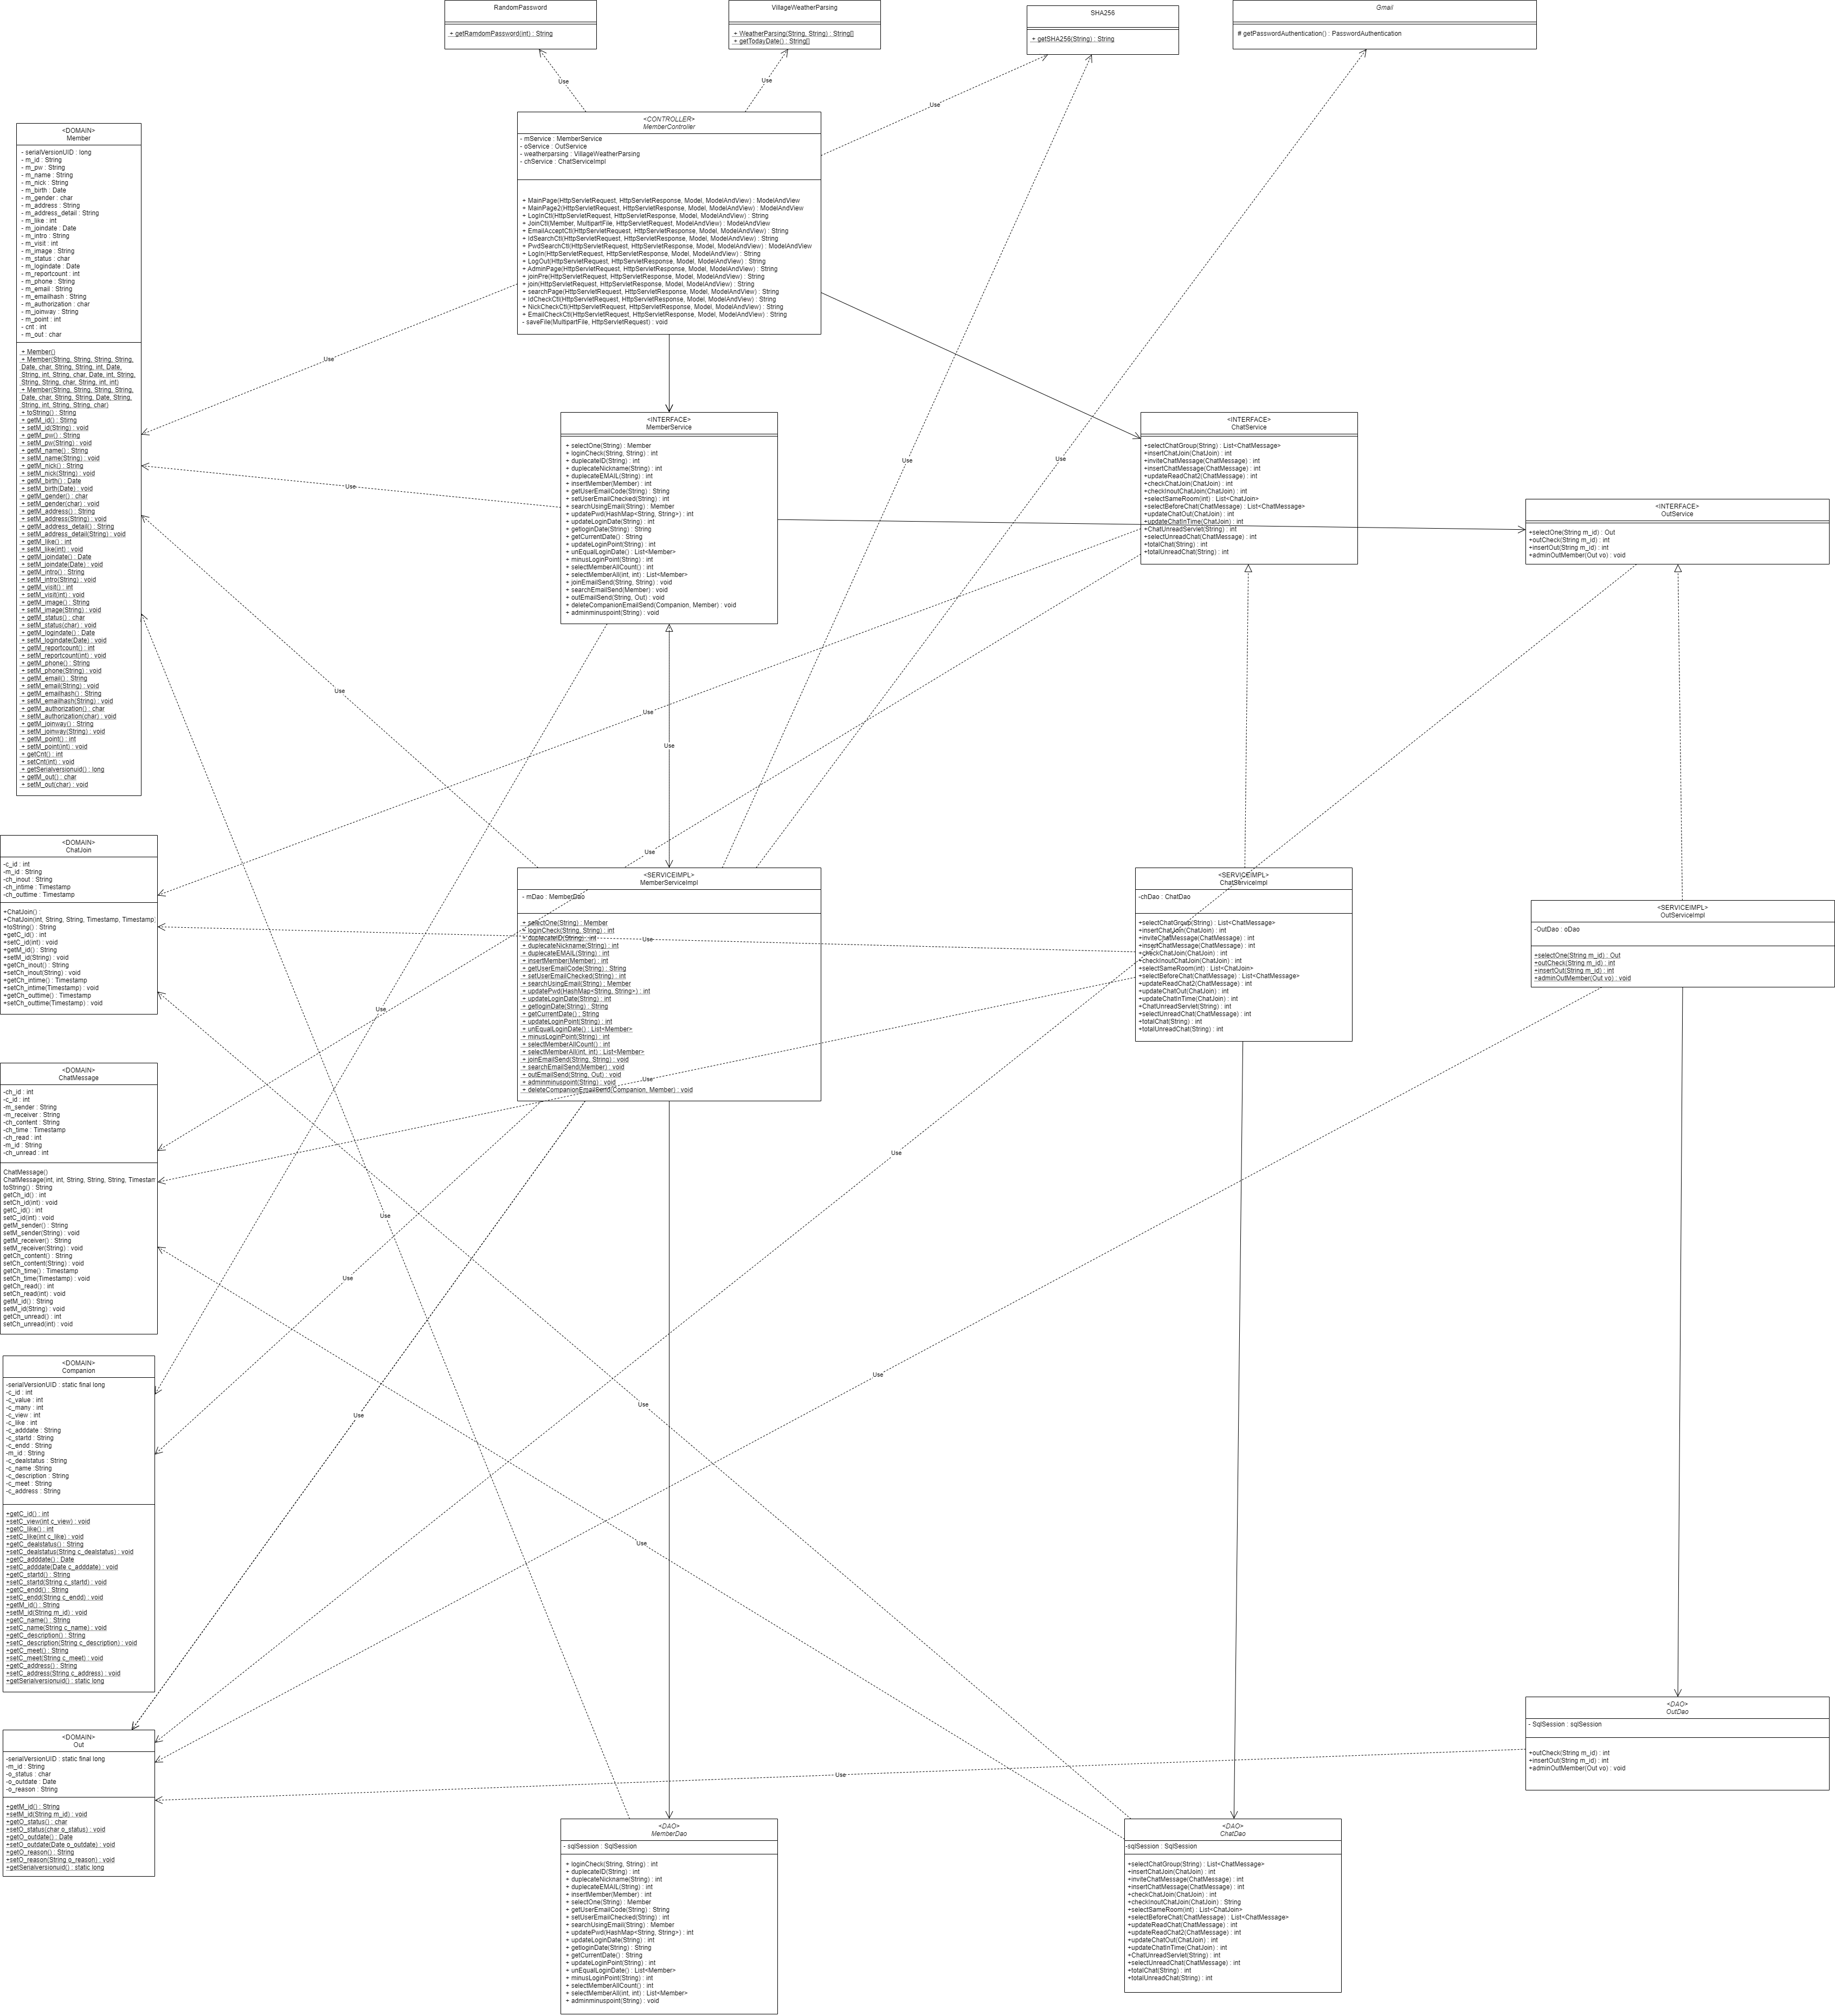 RandomPassword
+ getRamdomPassword(int) : String
VillageWeatherParsing
+ WeatherParsing(String, String) : String[]
+ getTodayDate() : String[]
SHA256
+ getSHA256(String) : String
Gmail
# getPasswordAuthentication() : PasswordAuthentication
Use
Use
Use
<CONTROLLER>
MemberController
- mService : MemberService
- oService : OutService
- weatherparsing : VillageWeatherParsing
- chService : ChatServiceImpl
+ MainPage(HttpServletRequest, HttpServletResponse, Model, ModelAndView) : ModelAndView
+ MainPage2(HttpServletRequest, HttpServletResponse, Model, ModelAndView) : ModelAndView
+ LogInCtl(HttpServletRequest, HttpServletResponse, Model, ModelAndView) : String
+ JoinCtl(Member, MultipartFile, HttpServletRequest, ModelAndView) : ModelAndView
+ EmailAcceptCtl(HttpServletRequest, HttpServletResponse, Model, ModelAndView) : String
+ IdSearchCtl(HttpServletRequest, HttpServletResponse, Model, ModelAndView) : String
+ PwdSearchCtl(HttpServletRequest, HttpServletResponse, Model, ModelAndView) : ModelAndView
+ LogIn(HttpServletRequest, HttpServletResponse, Model, ModelAndView) : String
+ LogOut(HttpServletRequest, HttpServletResponse, Model, ModelAndView) : String
+ AdminPage(HttpServletRequest, HttpServletResponse, Model, ModelAndView) : String
+ joinPre(HttpServletRequest, HttpServletResponse, Model, ModelAndView) : String
+ join(HttpServletRequest, HttpServletResponse, Model, ModelAndView) : String
+ searchPage(HttpServletRequest, HttpServletResponse, Model, ModelAndView) : String
+ IdCheckCtl(HttpServletRequest, HttpServletResponse, Model, ModelAndView) : String
+ NickCheckCtl(HttpServletRequest, HttpServletResponse, Model, ModelAndView) : String
+ EmailCheckCtl(HttpServletRequest, HttpServletResponse, Model, ModelAndView) : String
- saveFile(MultipartFile, HttpServletRequest) : void
<DOMAIN>
Member
- serialVersionUID : long
- m_id : String
- m_pw : String
- m_name : String
- m_nick : String
- m_birth : Date
- m_gender : char
- m_address : String
- m_address_detail : String
- m_like : int
- m_joindate : Date
- m_intro : String
- m_visit : int
- m_image : String
- m_status : char
- m_logindate : Date
- m_reportcount : int
- m_phone : String
- m_email : String
- m_emailhash : String
- m_authorization : char
- m_joinway : String
- m_point : int
- cnt : int
- m_out : char
+ Member()
+ Member(String, String, String, String,
Date, char, String, String, int, Date,
String, int, String, char, Date, int, String,
String, String, char, String, int, int)
+ Member(String, String, String, String,
Date, char, String, String, Date, String,
String, int, String, String, char)
+ toString() : String
+ getM_id() : Stirng
+ setM_id(String) : void
+ getM_pw() : String
+ setM_pw(String) : void
+ getM_name() : String
+ setM_name(String) : void
+ getM_nick() : String
+ setM_nick(String) : void
+ getM_birth() : Date
+ setM_birth(Date) : void
+ getM_gender() : char
+ setM_gender(char) : void
+ getM_address() : String
+ setM_address(String) : void
+ getM_address_detail() : String
+ setM_address_detail(String) : void
+ getM_like() : int
+ setM_like(int) : void
+ getM_joindate() : Date
+ setM_joindate(Date) : void
+ getM_intro() : String
+ setM_intro(String) : void
+ getM_visit() : int
+ setM_visit(int) : void
+ getM_image() : String
+ setM_image(String) : void
+ getM_status() : char
+ setM_status(char) : void
+ getM_logindate() : Date
+ setM_logindate(Date) : void
+ getM_reportcount() : int
+ setM_reportcount(int) : void
+ getM_phone() : String
+ setM_phone(String) : void
+ getM_email() : String
+ setM_email(String) : void
+ getM_emailhash() : String
+ setM_emailhash(String) : void
+ getM_authorization() : char
+ setM_authorization(char) : void
+ getM_joinway() : String
+ setM_joinway(String) : void
+ getM_point() : int
+ setM_point(int) : void
+ getCnt() : int
+ setCnt(int) : void
+ getSerialversionuid() : long
+ getM_out() : char
+ setM_out(char) : void
Use
Use
Use
Use
Use
Use
Use
Use
<INTERFACE>
MemberService
+ selectOne(String) : Member
+ loginCheck(String, String) : int
+ duplecateID(String) : int
+ duplecateNickname(String) : int
+ duplecateEMAIL(String) : int
+ insertMember(Member) : int
+ getUserEmailCode(String) : String
+ setUserEmailChecked(String) : int
+ searchUsingEmail(String) : Member
+ updatePwd(HashMap<String, String>) : int
+ updateLoginDate(String) : int
+ getloginDate(String) : String
+ getCurrentDate() : String
+ updateLoginPoint(String) : int
+ unEqualLoginDate() : List<Member>
+ minusLoginPoint(String) : int
+ selectMemberAllCount() : int
+ selectMemberAll(int, int) : List<Member>
+ joinEmailSend(String, String) : void
+ searchEmailSend(Member) : void
+ outEmailSend(String, Out) : void
+ deleteCompanionEmailSend(Companion, Member) : void
+ adminminuspoint(String) : void
<INTERFACE>
ChatService
+selectChatGroup(String) : List<ChatMessage>
+insertChatJoin(ChatJoin) : int
+inviteChatMessage(ChatMessage) : int
+insertChatMessage(ChatMessage) : int
+updateReadChat2(ChatMessage) : int
+checkChatJoin(ChatJoin) : int
+checkInoutChatJoin(ChatJoin) : int
+selectSameRoom(int) : List<ChatJoin>
+selectBeforeChat(ChatMessage) : List<ChatMessage>
+updateChatOut(ChatJoin) : int
+updateChatInTime(ChatJoin) : int
+ChatUnreadServlet(String) : int
+selectUnreadChat(ChatMessage) : int
+totalChat(String) : int
+totalUnreadChat(String) : int
<INTERFACE>
OutService
+selectOne(String m_id) : Out
+outCheck(String m_id) : int
+insertOut(String m_id) : int
+adminOutMember(Out vo) : void
<DOMAIN>
ChatJoin
-c_id : int
-m_id : String
-ch_inout : String
-ch_intime : Timestamp
-ch_outtime : Timestamp
+ChatJoin() :
+ChatJoin(int, String, String, Timestamp, Timestamp)
+toString() : String
+getC_id() : int
+setC_id(int) : void
+getM_id() : String
+setM_id(String) : void
+getCh_inout() : String
+setCh_inout(String) : void
+getCh_intime() : Timestamp
+setCh_intime(Timestamp) : void
+getCh_outtime() : Timestamp
+setCh_outtime(Timestamp) : void
<SERVICEIMPL>
MemberServiceImpl
- mDao : MemberDao
+ selectOne(String) : Member
+ loginCheck(String, String) : int
+ duplecateID(String) : int
+ duplecateNickname(String) : int
+ duplecateEMAIL(String) : int
+ insertMember(Member) : int
+ getUserEmailCode(String) : String
+ setUserEmailChecked(String) : int
+ searchUsingEmail(String) : Member
+ updatePwd(HashMap<String, String>) : int
+ updateLoginDate(String) : int
+ getloginDate(String) : String
+ getCurrentDate() : String
+ updateLoginPoint(String) : int
+ unEqualLoginDate() : List<Member>
+ minusLoginPoint(String) : int
+ selectMemberAllCount() : int
+ selectMemberAll(int, int) : List<Member>
+ joinEmailSend(String, String) : void
+ searchEmailSend(Member) : void
+ outEmailSend(String, Out) : void
+ adminminuspoint(String) : void
+ deleteCompanionEmailSend(Companion, Member) : void
<SERVICEIMPL>
ChatServiceImpl
-chDao : ChatDao
+selectChatGroup(String) : List<ChatMessage>
+insertChatJoin(ChatJoin) : int
+inviteChatMessage(ChatMessage) : int
+insertChatMessage(ChatMessage) : int
+checkChatJoin(ChatJoin) : int
+checkInoutChatJoin(ChatJoin) : int
+selectSameRoom(int) : List<ChatJoin>
+selectBeforeChat(ChatMessage) : List<ChatMessage>
+updateReadChat2(ChatMessage) : int
+updateChatOut(ChatJoin) : int
+updateChatInTime(ChatJoin) : int
+ChatUnreadServlet(String) : int
+selectUnreadChat(ChatMessage) : int
+totalChat(String) : int
+totalUnreadChat(String) : int
<SERVICEIMPL>
OutServiceImpl
-OutDao : oDao
+selectOne(String m_id) : Out
+outCheck(String m_id) : int
+insertOut(String m_id) : int
+adminOutMember(Out vo) : void
Use
Use
Use
Use
Use
Use
Use
Use
Use
Use
Use
Use
<DOMAIN>
ChatMessage
-ch_id : int
-c_id : int
-m_sender : String
-m_receiver : String
-ch_content : String
-ch_time : Timestamp
-ch_read : int
-m_id : String
-ch_unread : int
ChatMessage()
ChatMessage(int, int, String, String, String, Timestam
toString() : String
getCh_id() : int
setCh_id(int) : void
getC_id() : int
setC_id(int) : void
getM_sender() : String
setM_sender(String) : void
getM_receiver() : String
setM_receiver(String) : void
getCh_content() : String
setCh_content(String) : void
getCh_time() : Timestamp
setCh_time(Timestamp) : void
getCh_read() : int
setCh_read(int) : void
getM_id() : String
setM_id(String) : void
getCh_unread() : int
setCh_unread(int) : void
<DOMAIN>
Companion
-serialVersionUID : static final long
-c_id : int
-c_value : int
-c_many : int
-c_view : int
-c_like : int
-c_adddate : String
-c_startd : String
-c_endd : String
-m_id : String
-c_dealstatus : String
-c_name :String
-c_description : String
-c_meet : String
-c_address : String
+getC_id() : int
+setC_view(int c_view) : void
+getC_like() : int
+setC_like(int c_like) : void
+getC_dealstatus() : String
+setC_dealstatus(String c_dealstatus) : void
+getC_adddate() : Date
+setC_adddate(Date c_adddate) : void
+getC_startd() : String
+setC_startd(String c_startd) : void
+getC_endd() : String
+setC_endd(String c_endd) : void
+getM_id() : String
+setM_id(String m_id) : void
+getC_name() : String
+setC_name(String c_name) : void
+getC_description() : String
+setC_description(String c_description) : void
+getC_meet() : String
+setC_meet(String c_meet) : void
+getC_address() : String
+setC_address(String c_address) : void
+getSerialversionuid() : static long
<DOMAIN>
Out
-serialVersionUID : static final long
-m_id : String
-o_status : char
-o_outdate : Date
-o_reason : String
+getM_id() : String
+setM_id(String m_id) : void
+getO_status() : char
+setO_status(char o_status) : void
+getO_outdate() : Date
+setO_outdate(Date o_outdate) : void
+getO_reason() : String
+setO_reason(String o_reason) : void
+getSerialversionuid() : static long
<DAO>
OutDao
- SqlSession : sqlSession
+outCheck(String m_id) : int
+insertOut(String m_id) : int
+adminOutMember(Out vo) : void
<DAO>
MemberDao
- sqlSession : SqlSession
+ loginCheck(String, String) : int
+ duplecateID(String) : int
+ duplecateNickname(String) : int
+ duplecateEMAIL(String) : int
+ insertMember(Member) : int
+ selectOne(String) : Member
+ getUserEmailCode(String) : String
+ setUserEmailChecked(String) : int
+ searchUsingEmail(String) : Member
+ updatePwd(HashMap<String, String>) : int
+ updateLoginDate(String) : int
+ getloginDate(String) : String
+ getCurrentDate() : String
+ updateLoginPoint(String) : int
+ unEqualLoginDate() : List<Member>
+ minusLoginPoint(String) : int
+ selectMemberAllCount() : int
+ selectMemberAll(int, int) : List<Member>
+ adminminuspoint(String) : void
<DAO>
ChatDao
-sqlSession : SqlSession
+selectChatGroup(String) : List<ChatMessage>
+insertChatJoin(ChatJoin) : int
+inviteChatMessage(ChatMessage) : int
+insertChatMessage(ChatMessage) : int
+checkChatJoin(ChatJoin) : int
+checkInoutChatJoin(ChatJoin) : String
+selectSameRoom(int) : List<ChatJoin>
+selectBeforeChat(ChatMessage) : List<ChatMessage>
+updateReadChat(ChatMessage) : int
+updateReadChat2(ChatMessage) : int
+updateChatOut(ChatJoin) : int
+updateChatInTime(ChatJoin) : int
+ChatUnreadServlet(String) : int
+selectUnreadChat(ChatMessage) : int
+totalChat(String) : int
+totalUnreadChat(String) : int